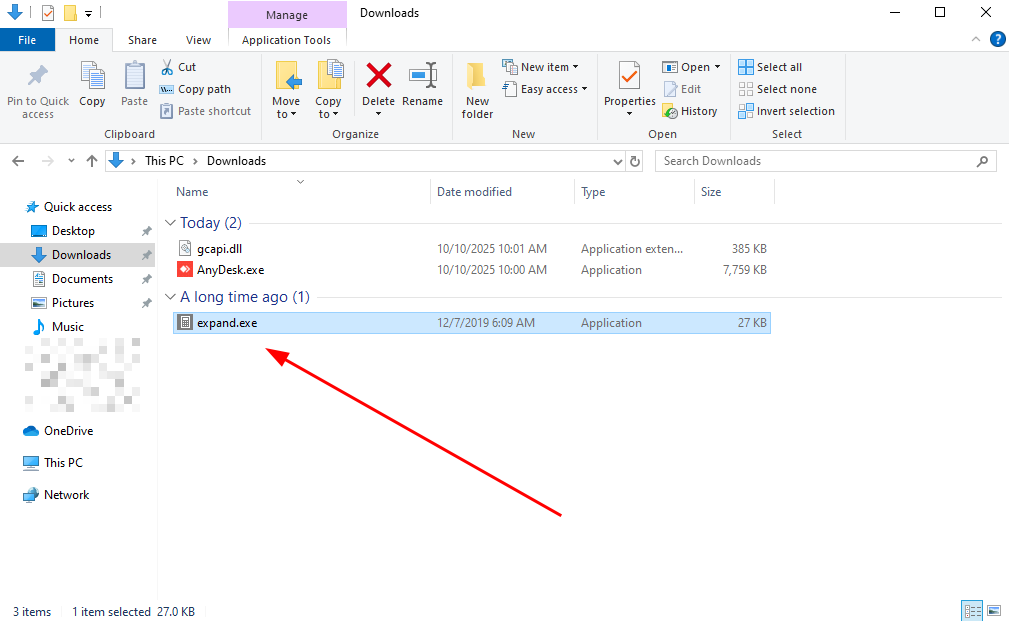 Manage
Downloads
File
Home
Share
View
Application Tools
?
Pin to Quick
access
Copy
Paste
Cut
Copy path
Paste shortcut
Clipboard
Move
to
Copy
to
Delete
Rename
Organize
New
folder
New item
Easy access
New
Properties
Open
Edit
History
Open
Select all
Select none
Invert selection
Select
This PC
Downloads
Search Downloads
Name
Date modified
Type
Size
Quick access
Desktop
Downloads
Documents
Pictures
Music
OneDrive
This PC
Network
Today (2)
gcapi.dll 10/10/2025 10:01 AM Application exten... 385 KB
AnyDesk.exe 10/10/2025 10:00 AM Application 7,759 KB
A long time ago (1)
expand.exe 12/7/2019 6:09 AM Application 27 KB
3 items 1 item selected 27.0 KB